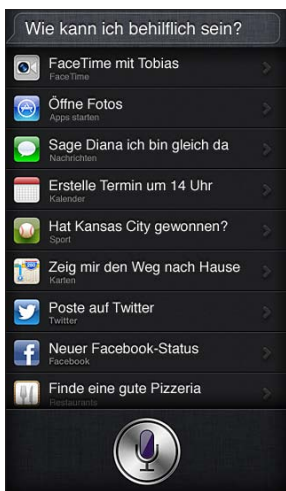 Wie kann ich behilflich sein?
FaceTime mit Tobias
FaceTime
Öffne Fotos
Apps starten
Sage Diana ich bin gleich da
Nachrichten
Erstelle Termin um 14 Uhr
Kalender
Hat Kansas City gewonnen?
Sport
Zeig mir den Weg nach Hause
Karten
Poste auf Twitter
Twitter
Neuer Facebook-Status
Facebook
Finde eine gute Pizzeria
Restaurants